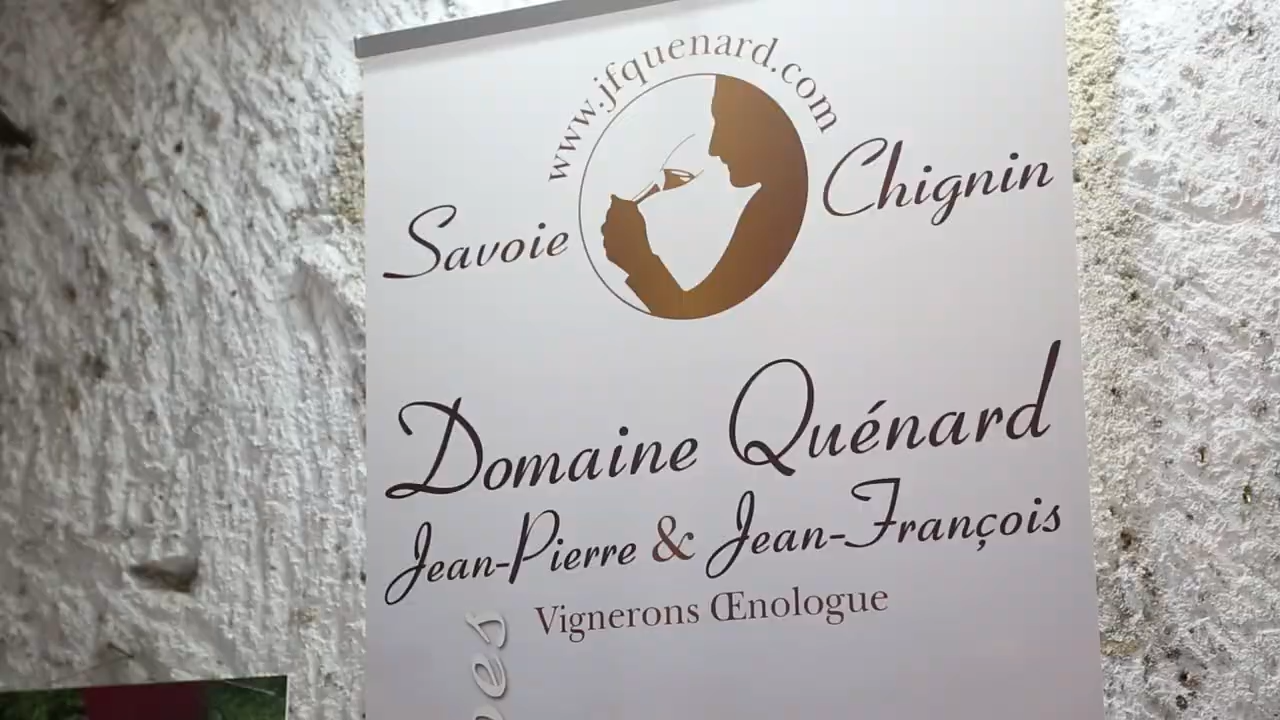 www.jfquenard.com
Savoie Chignin
Domaine Quénard
Jean-Pierre & Jean-François
Vignerons Œnologue